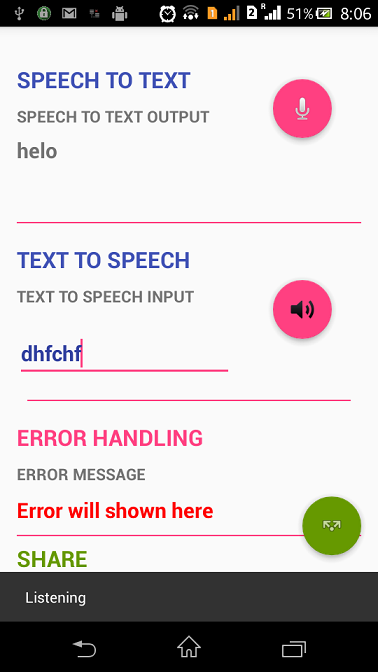 51% 8:06
SPEECH TO TEXT
SPEECH TO TEXT OUTPUT
helo
TEXT TO SPEECH
TEXT TO SPEECH INPUT
dhfchf
ERROR HANDLING
ERROR MESSAGE
Error will shown here
SHARE
Listening